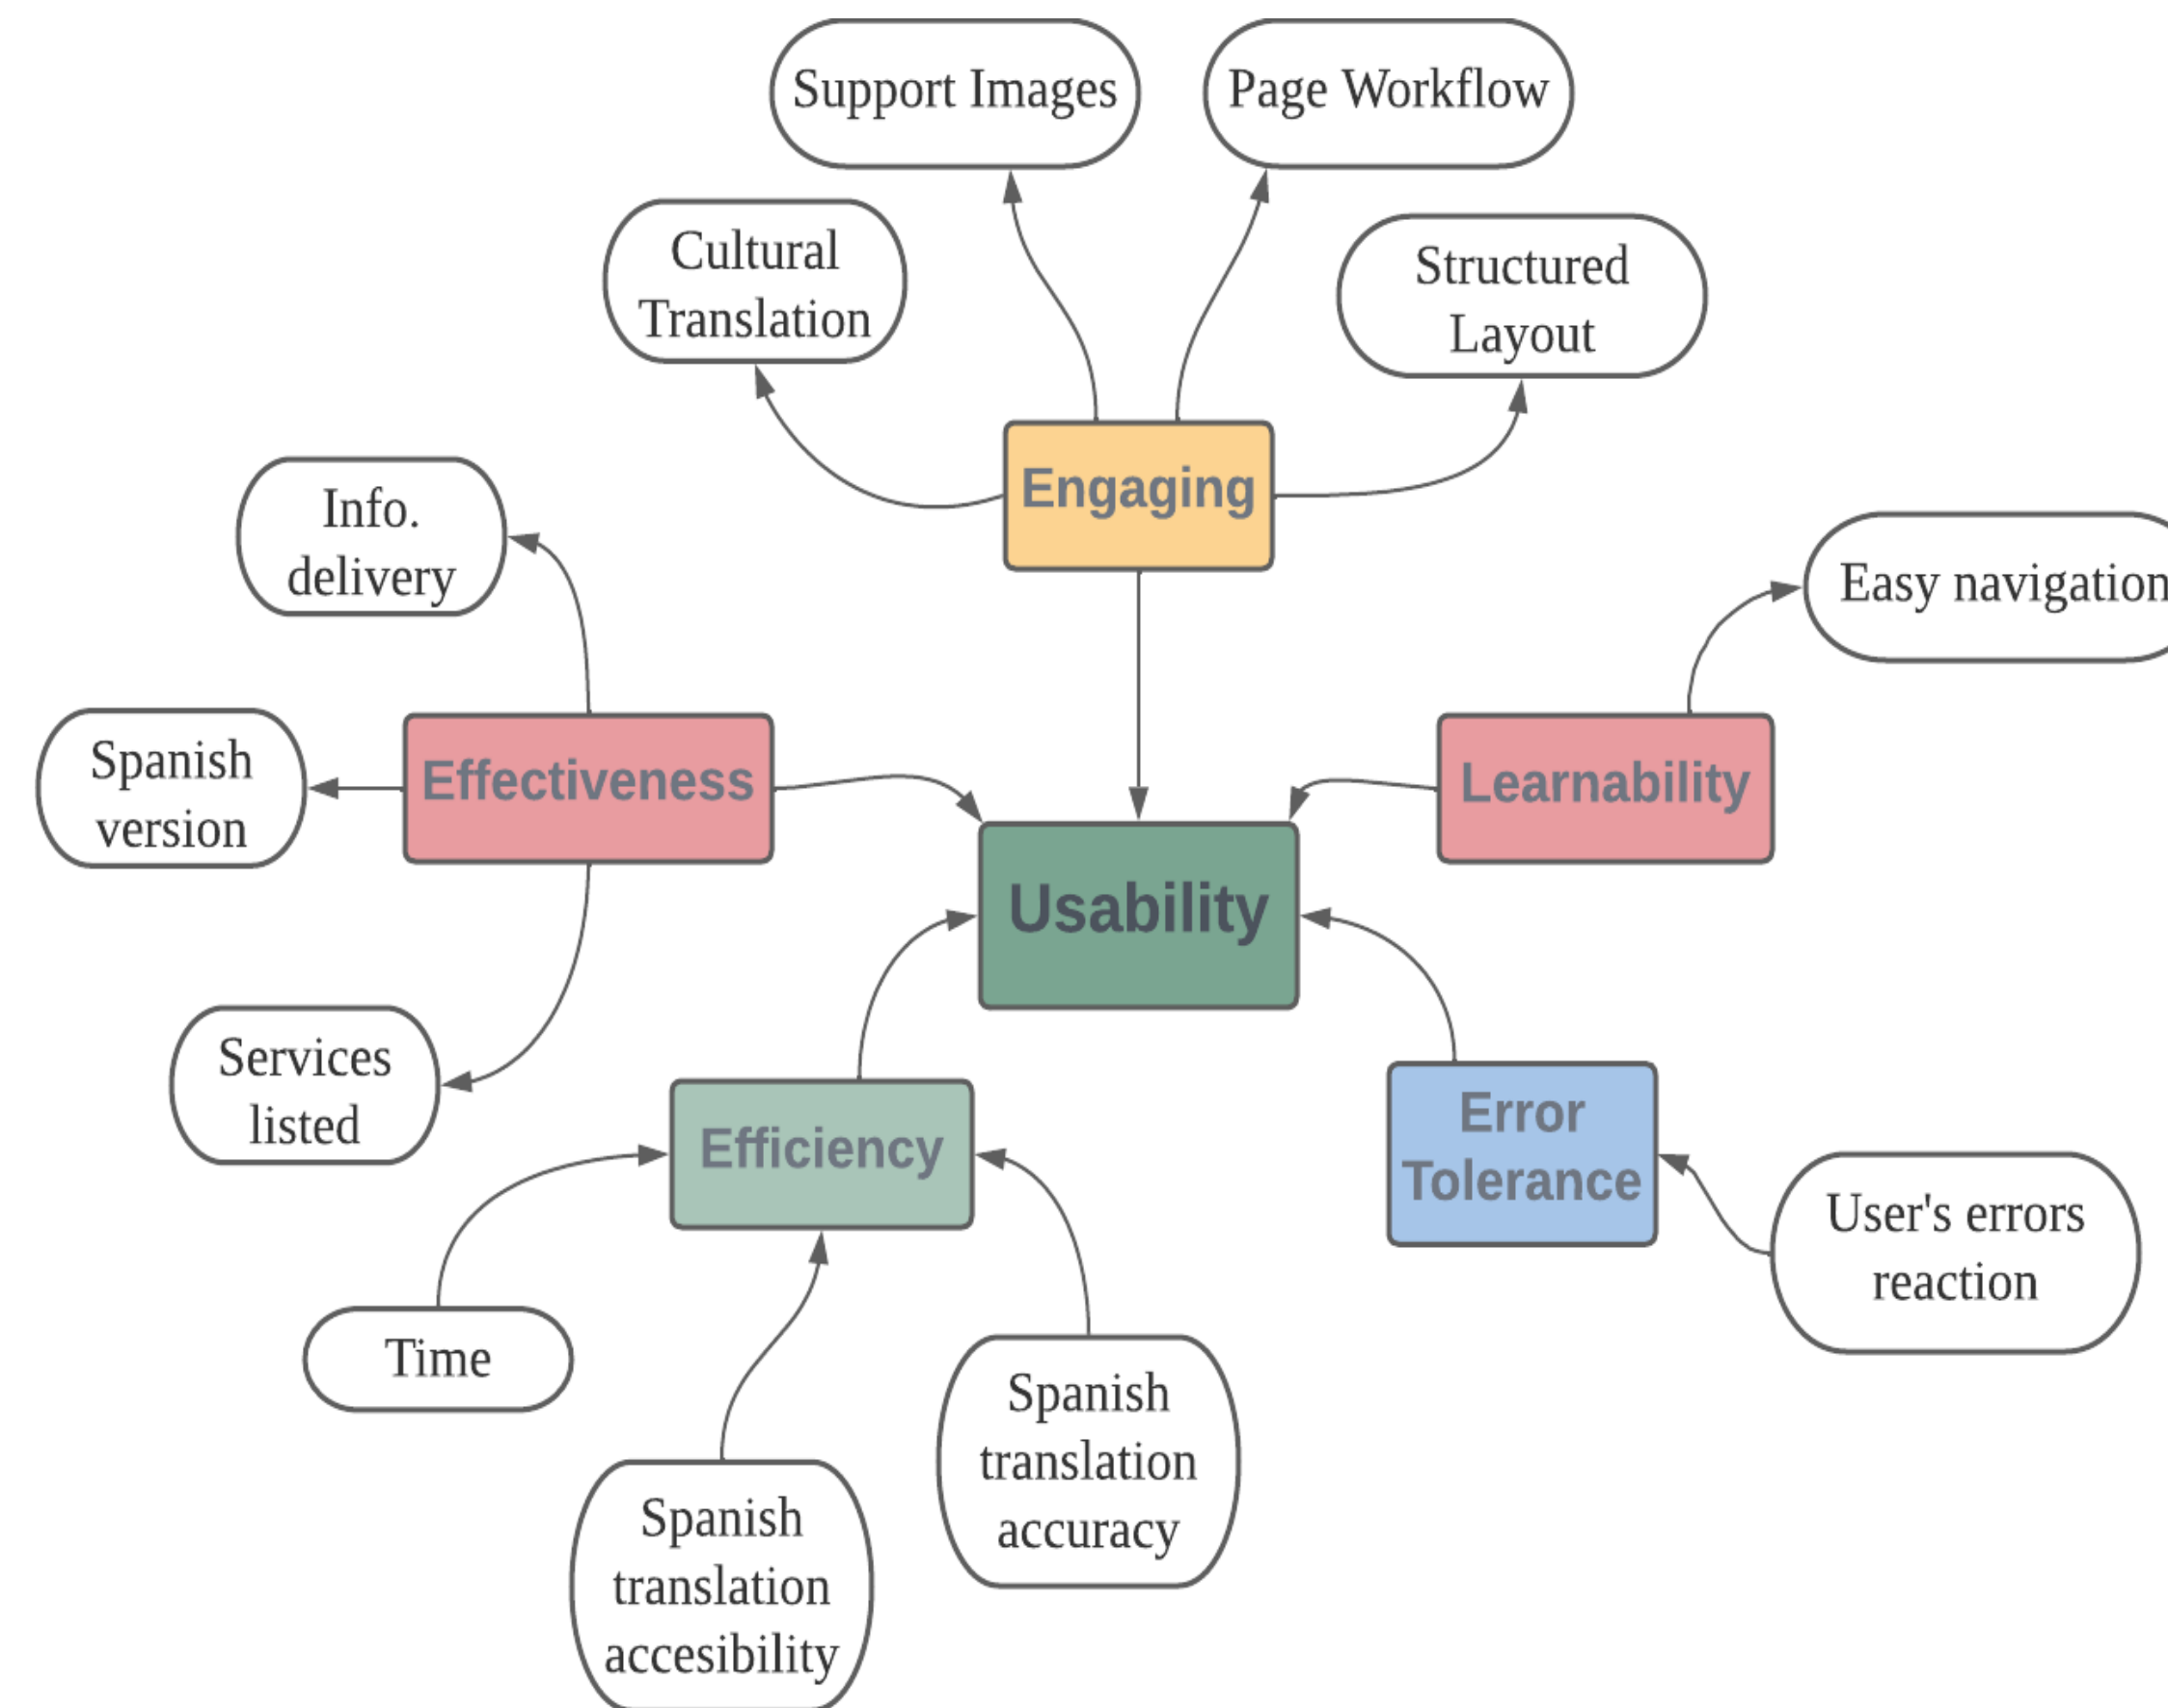 Support Images
Page Workflow
Cultural
Translation
Structured
Layout
Engaging
Info.
delivery
Easy navigation
Spanish
version
Effectiveness
Learnability
Usability
Services
listed
Efficiency
Error
Tolerance
User's errors
reaction
Time
Spanish
translation
accuracy
Spanish
translation
accesibility